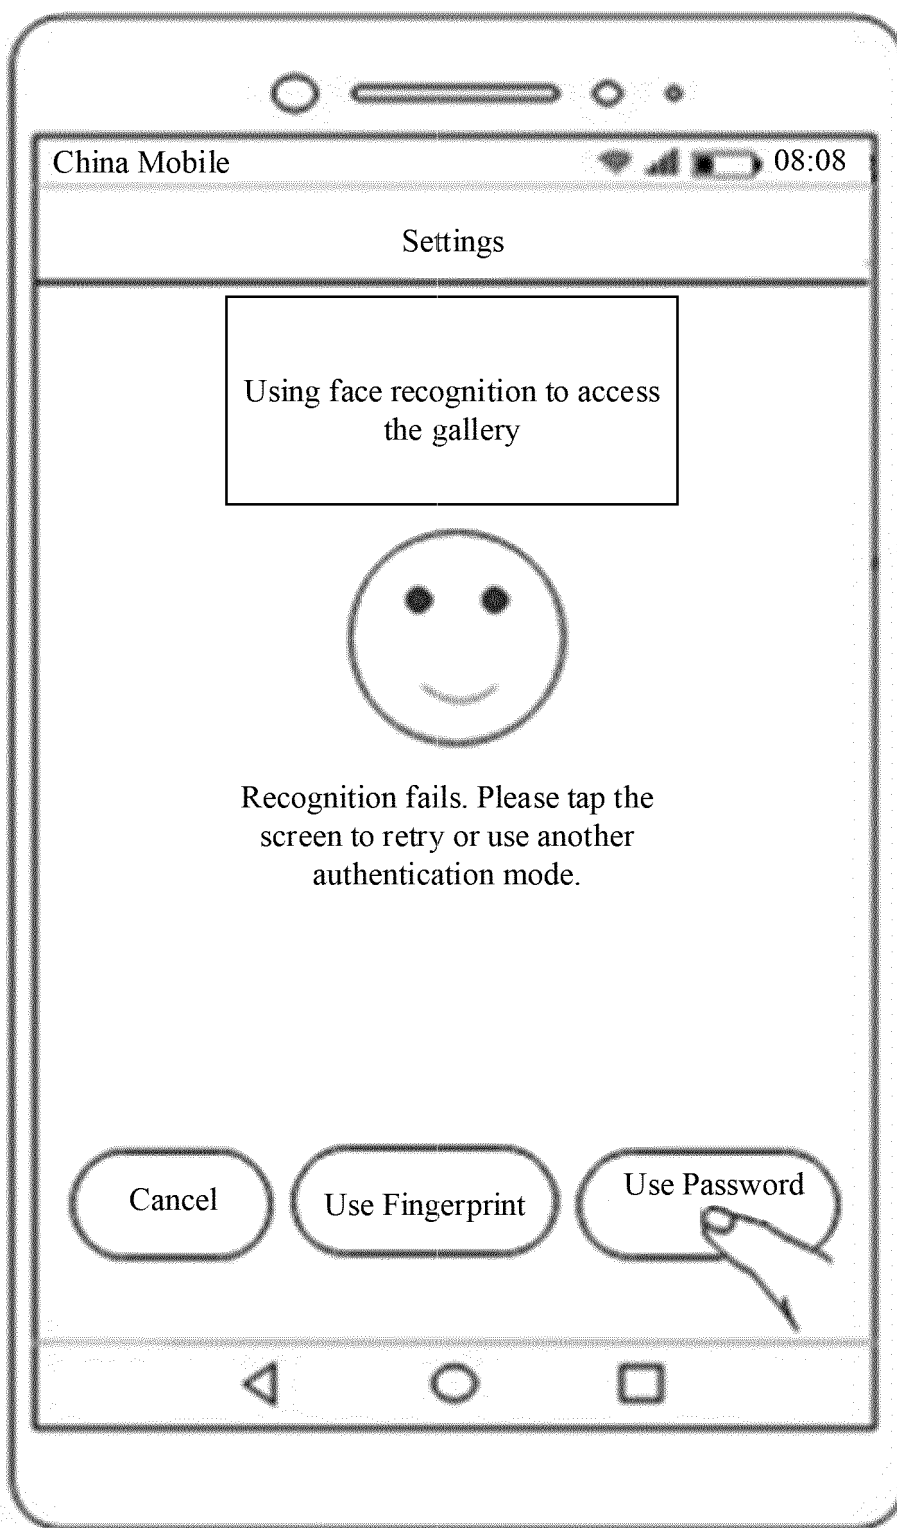 China Mobile 08:08
Settings
Using face recognition to access
the gallery
Recognition fails. Please tap the
screen to retry or use another
authentication mode.
Cancel
Use Fingerprint
Use Password